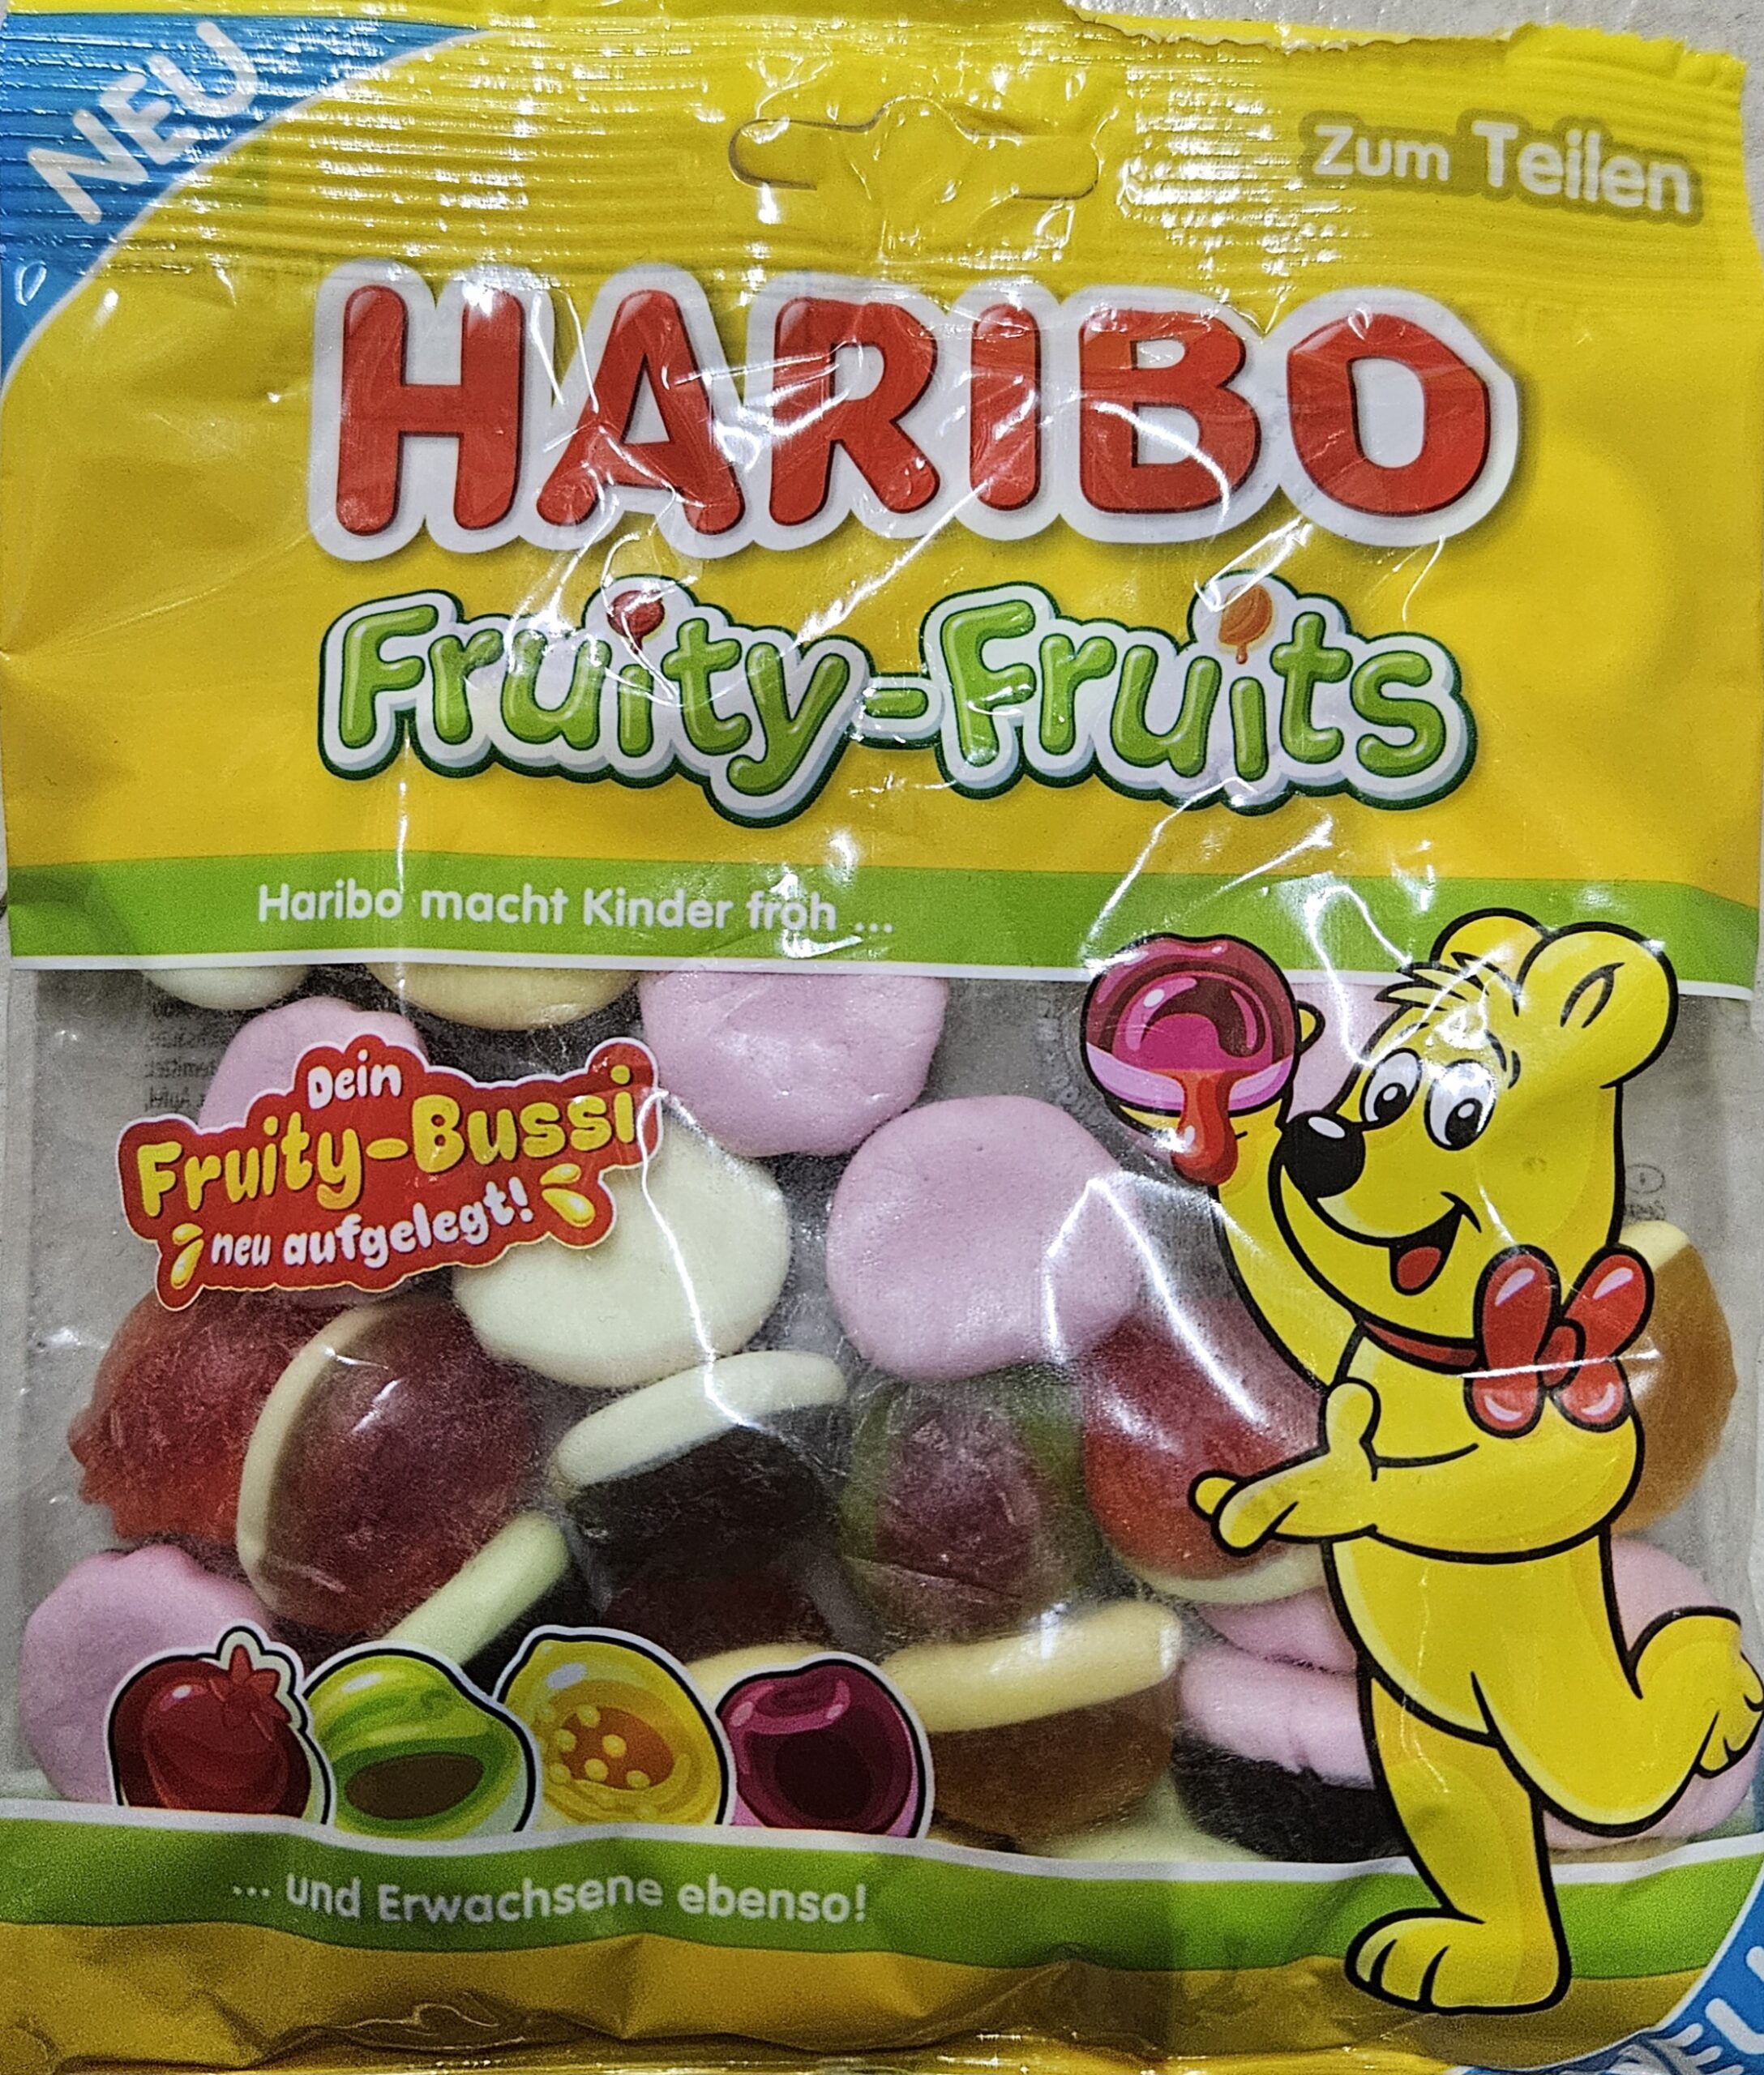 NEU
Zum Teilen
HARIBO
Fruity-Fruits
Haribo macht Kinder froh ...
Dein
Fruity-Bussi
neu aufgelegt!
... und Erwachsene ebenso!